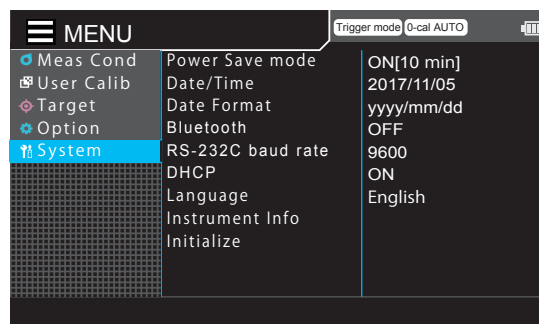 MENU
Trigger mode 0-cal AUTO
Meas Cond
User Calib
Target
Option
System
Power Save mode ON[10 min]
Date/Time 2017/11/05
Date Format yyyy/mm/dd
Bluetooth OFF
RS-232C baud rate 9600
DHCP ON
Language English
Instrument Info
Initialize